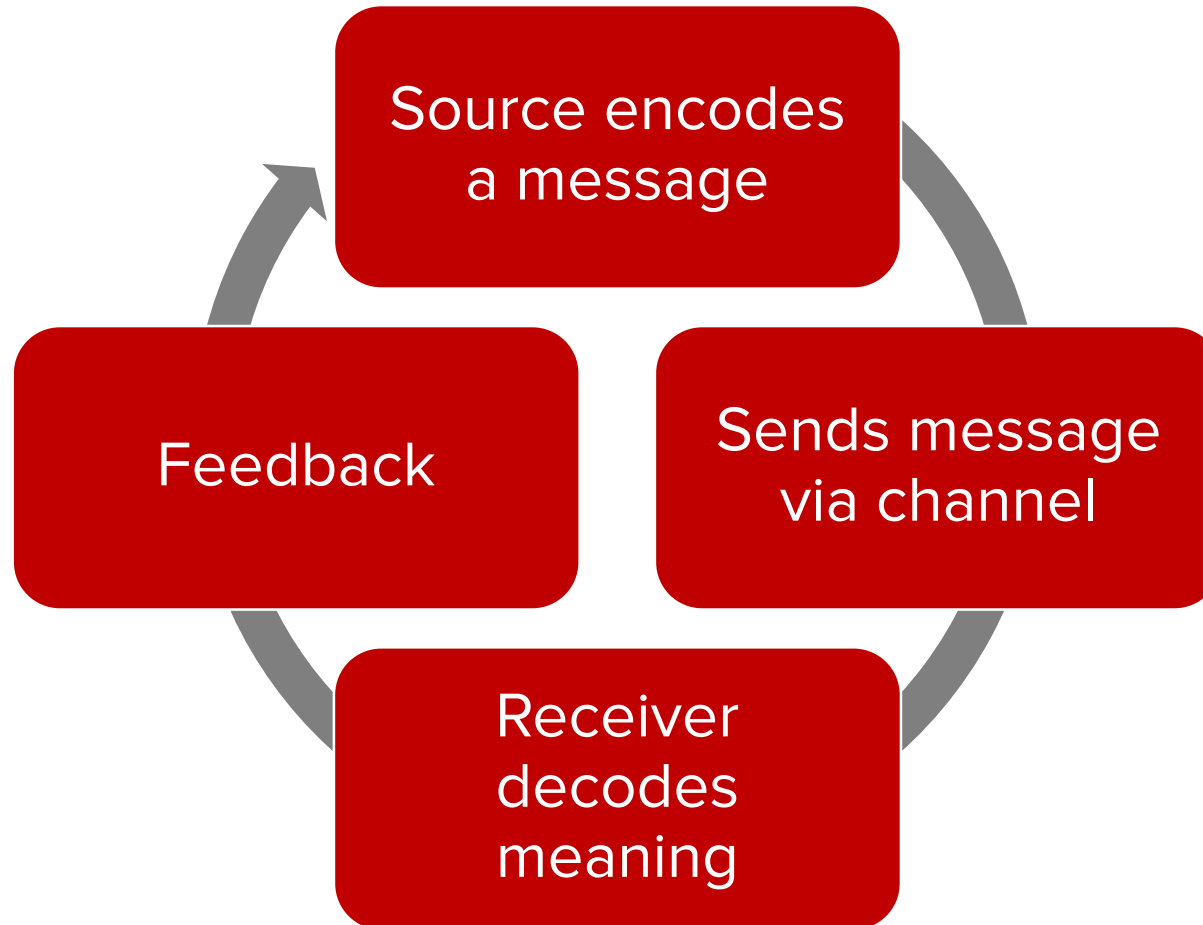 Source encodes
a message
Sends message
via channel
Receiver
decodes
meaning
Feedback